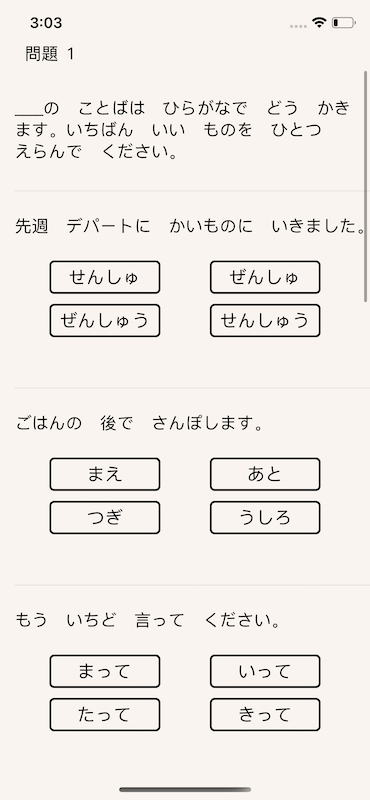 3:03
問題 1
___の　ことばは　ひらがなで　どう　かき
ます。いちばん　いい　ものを　ひとつ
えらんで　ください。
先週　デパートに　かいものに　いきました。
せんしゅ　ぜんしゅ
ぜんしゅう　せんしゅう
ごはんの　後で　さんぽします。
まえ　あと
つぎ　うしろ
もう　いちど　言って　ください。
まって　いって
たって　きって